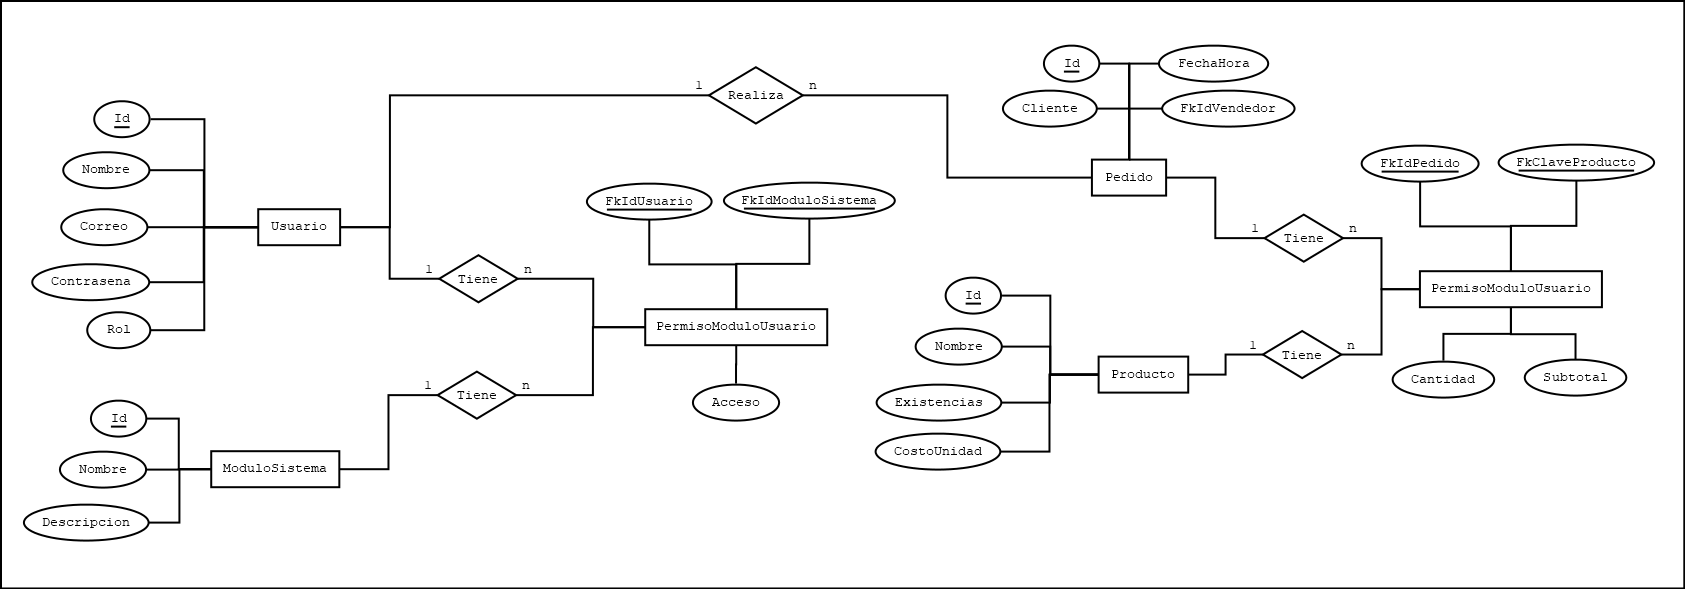 Id
Nombre
Correo
Contrasena
Rol
Usuario
1
Realiza
n
1
Tiene
n
FkIdUsuario
FkIdModuloSistema
PermisoModuloUsuario
Acceso
1
Tiene
n
Id
Nombre
Descripcion
ModuloSistema
Id
FechaHora
Cliente
FkIdVendedor
Pedido
1
Tiene
n
FkIdPedido
FkClaveProducto
PermisoModuloUsuario
Cantidad
Subtotal
Id
Nombre
Existencias
CostoUnidad
Producto
1
Tiene
n